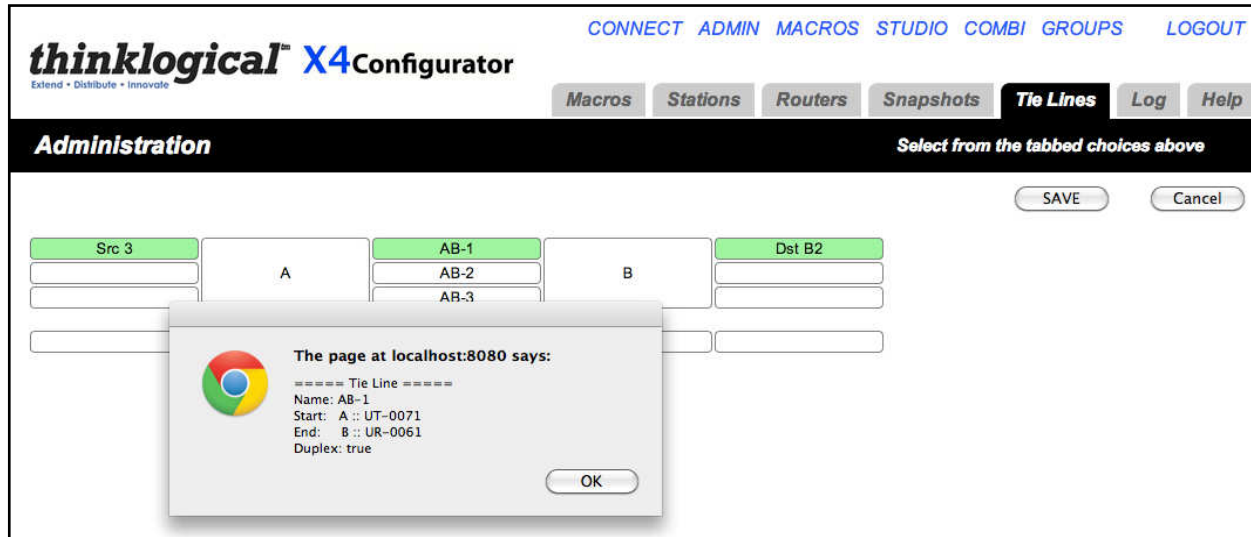 CONNECT ADMIN MACROS STUDIO COMBI GROUPS LOGOUT
thinklogical™ X4Configurator
Extend • Distribute • Innovate
Macros Stations Routers Snapshots Tie Lines Log Help
Administration Select from the tabbed choices above
SAVE Cancel
Src 3 AB-1 Dst B2
A AB-2 B
AB-3
The page at localhost:8080 says:
===== Tie Line =====
Name: AB-1
Start: A :: UT-0071
End: B :: UR-0061
Duplex: true
OK